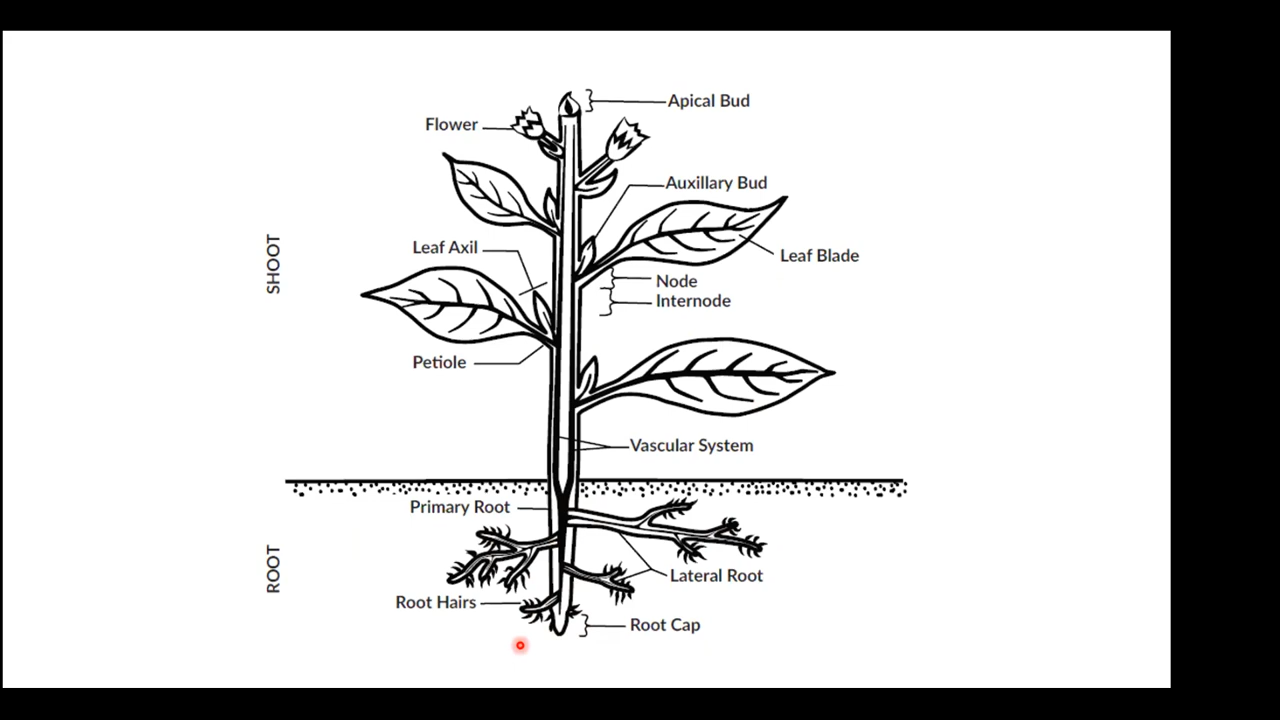 Apical Bud
Flower
Auxillary Bud
SHOOT
Leaf Axil
Leaf Blade
Node
Internode
Petiole
Vascular System
Primary Root
ROOT
Lateral Root
Root Hairs
Root Cap